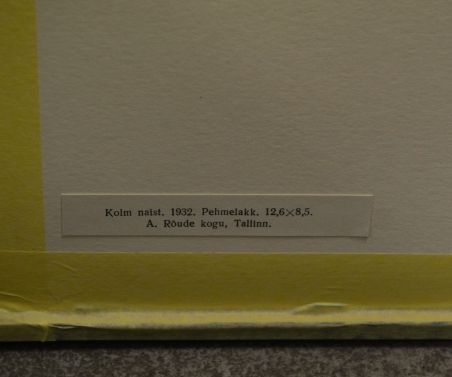 Kolm naist. 1932. Pehmelakk. 12,6×8,5.
A. Rõude kogu, Tallinn.